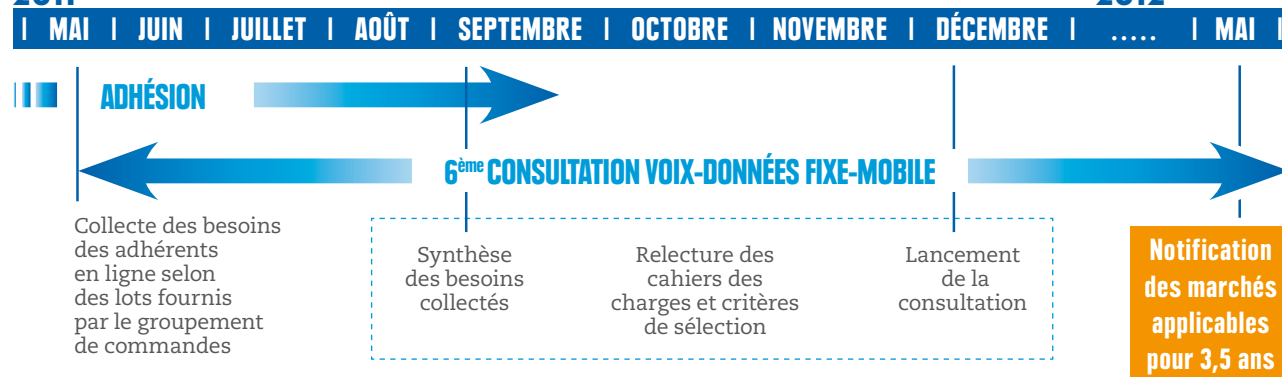 2011 2012
| MAI | JUIN | JUILLET | AOÛT | SEPTEMBRE | OCTOBRE | NOVEMBRE | DÉCEMBRE | ..... | MAI |
ADHÉSION
6ème CONSULTATION VOIX-DONNÉES FIXE-MOBILE
Collecte des besoins
des adhérents
en ligne selon
des lots fournis
par le groupement
de commandes
Synthèse
des besoins
collectés
Relecture des
cahiers des
charges et critères
de sélection
Lancement
de la
consultation
Notification
des marchés
applicables
pour 3,5 ans